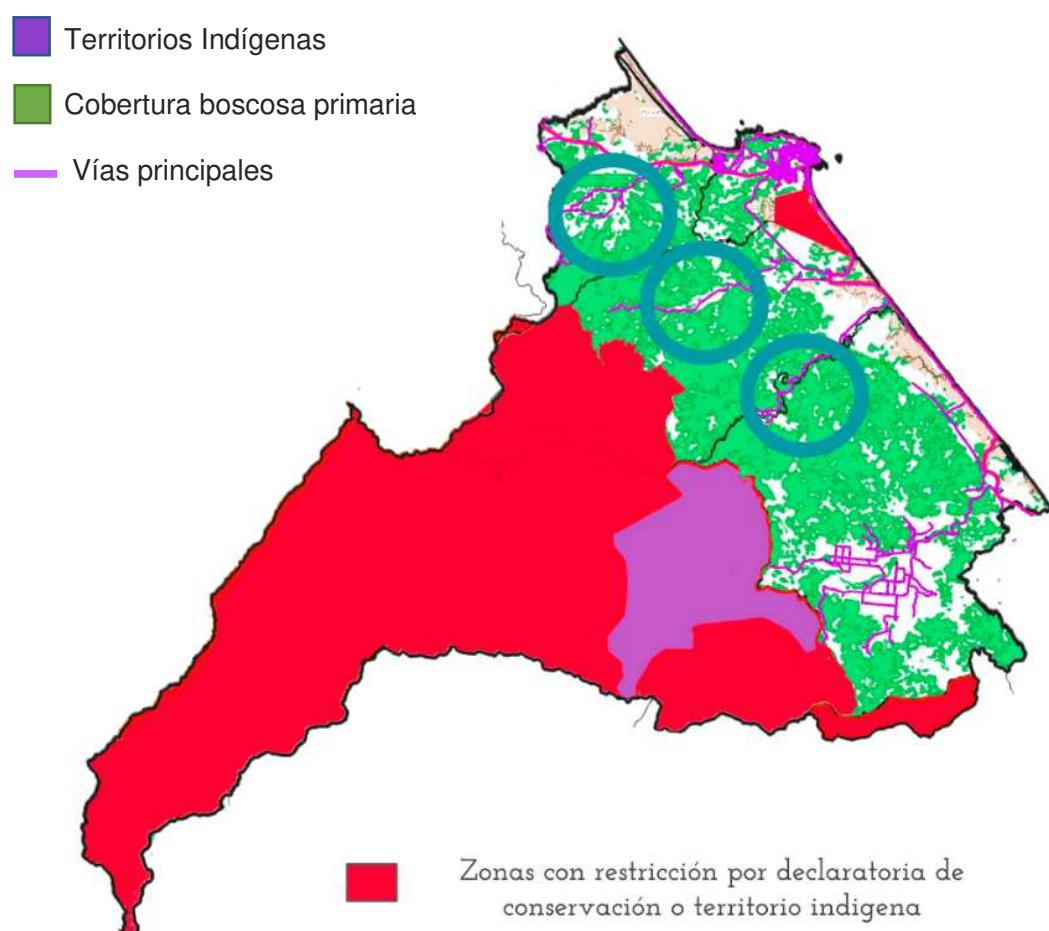 Territorios Indígenas
Cobertura boscosa primaria
Vías principales
Zonas con restricción por declaratoria de
conservación o territorio indigena